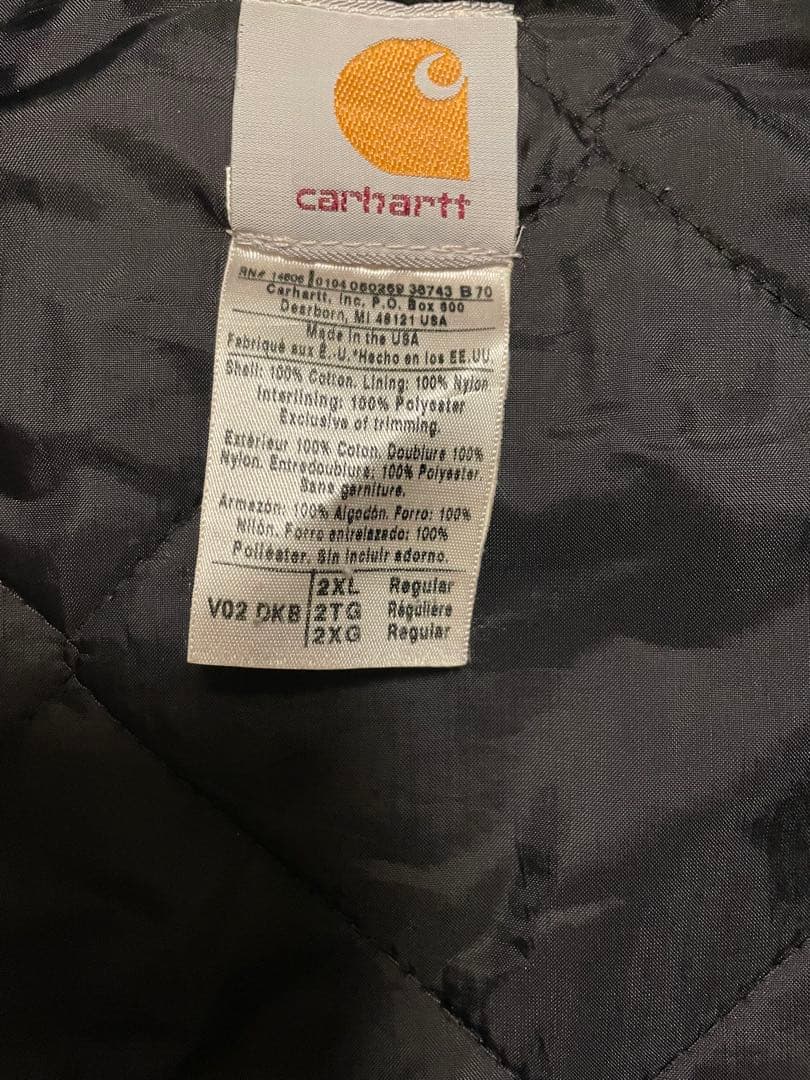 carhartt
RN# 14806 0104 060269 38743 B 70
Carhartt, Inc. P.O. Box 600
Dearborn, MI 48121 USA
Made in the USA
Fabriqué aux É.-U.*Hecho en los EE.UU.
Shell: 100% Cotton. Lining: 100% Nylon
Interlining: 100% Polyester
Exclusive of trimming.
Extérieur 100% Coton. Doublure 100%
Nylon. Entredoublure: 100% Polyester.
Sans garniture.
Armazón: 100% Algodón. Forro: 100%
Nilón. Forro entrelazado: 100%
Poliéster. Sin incluir adorno.
2XL Regular
V02 DKB 2TG Régulière
2XG Regular